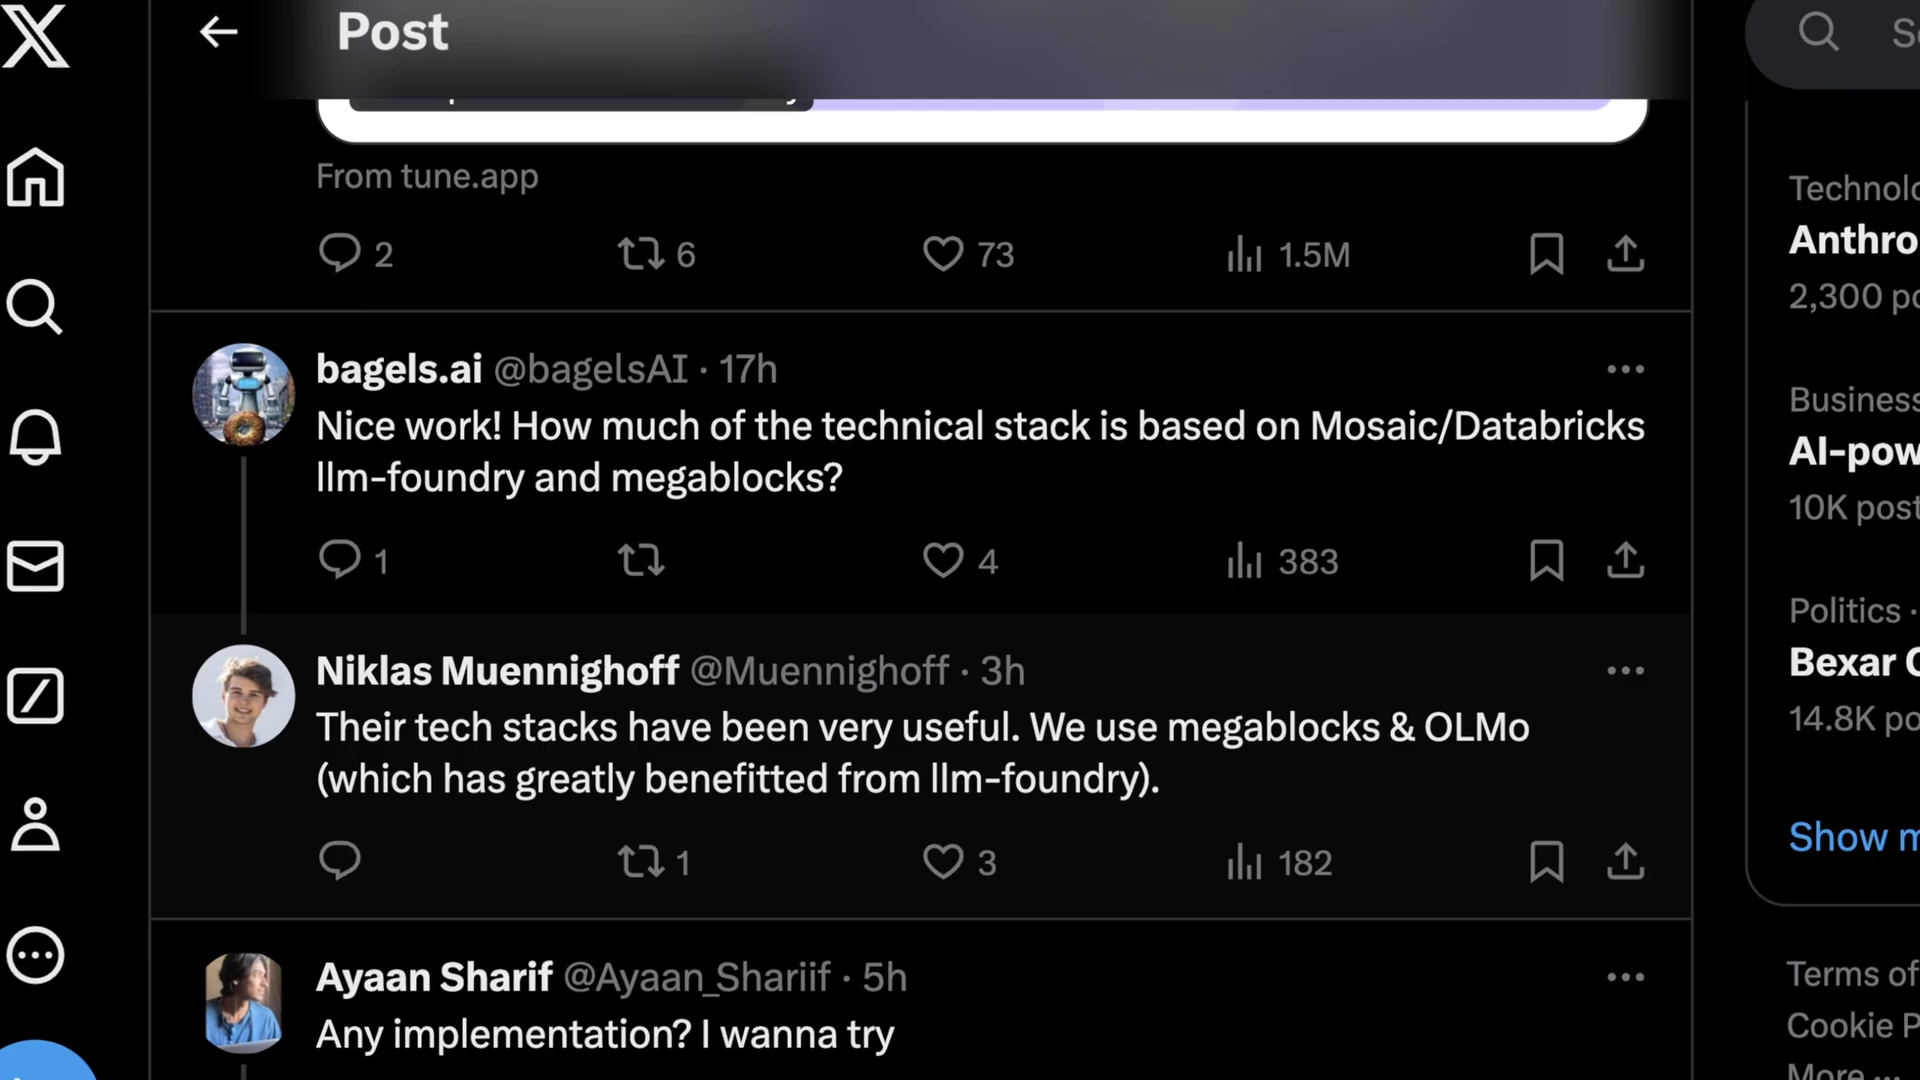 Post
From tune.app
2
6
73
1.5M
bagels.ai @bagelsAI · 17h
Nice work! How much of the technical stack is based on Mosaic/Databricks
llm-foundry and megablocks?
1
4
383
Niklas Muennighoff @Muennighoff · 3h
Their tech stacks have been very useful. We use megablocks & OLMo
(which has greatly benefitted from llm-foundry).
1
3
182
Ayaan Sharif @Ayaan_Shariif · 5h
Any implementation? I wanna try
Technolo
Anthro
2,300 po
Business
AI-pow
10K post
Politics ·
Bexar C
14.8K po
Show m
Terms of
Cookie P
More ...